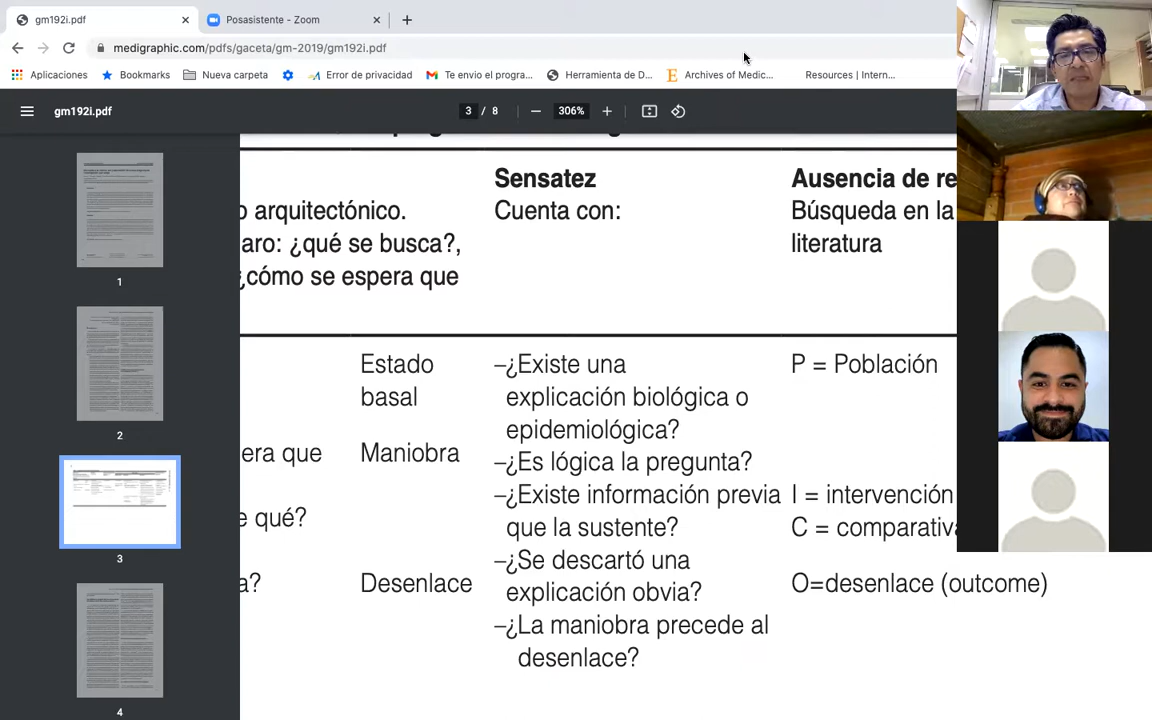 gm192i.pdf
Posasistente - Zoom
medigraphic.com/pdfs/gaceta/gm-2019/gm192i.pdf
Aplicaciones
Bookmarks
Nueva carpeta
Error de privacidad
Te envio el progra...
Herramienta de D...
Archives of Medic...
Resources | Intern...
gm192i.pdf
3 / 8
306%
1
2
3
4
Sensatez
Cuenta con:
Ausencia de re
Búsqueda en la
literatura
o arquitectónico.
aro: ¿qué se busca?,
¿cómo se espera que
era que
e qué?
a?
Estado
basal
Maniobra
Desenlace
–¿Existe una
explicación biológica o
epidemiológica?
–¿Es lógica la pregunta?
–¿Existe información previa
que la sustente?
–¿Se descartó una
explicación obvia?
–¿La maniobra precede al
desenlace?
P = Población
I = intervención
C = comparativa
O=desenlace (outcome)